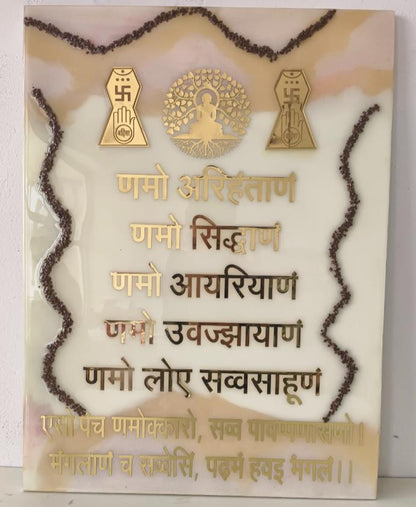 णमो अरिहंताणं
णमो सिद्धाणं
णमो आयरियाणं
णमो उवज्झायाणं
णमो लोए सव्वसाहूणं
एसो पंच णमोक्कारो, सव्व पावप्पणासणो।
मंगलाणं च सव्वेसिं, पढ़मं हवइ मंगलं।।